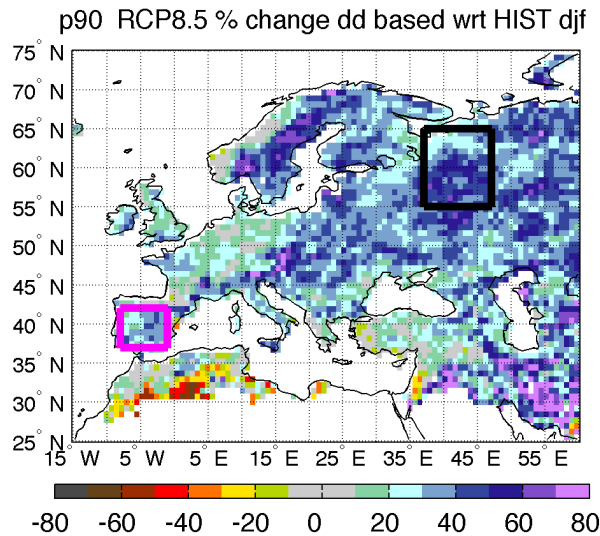 p90 RCP8.5 % change dd based wrt HIST djf
75° N
70° N
65° N
60° N
55° N
50° N
45° N
40° N
35° N
30° N
25° N
15° W 5° W 5° E 15° E 25° E 35° E 45° E 55° E
-80 -60 -40 -20 0 20 40 60 80